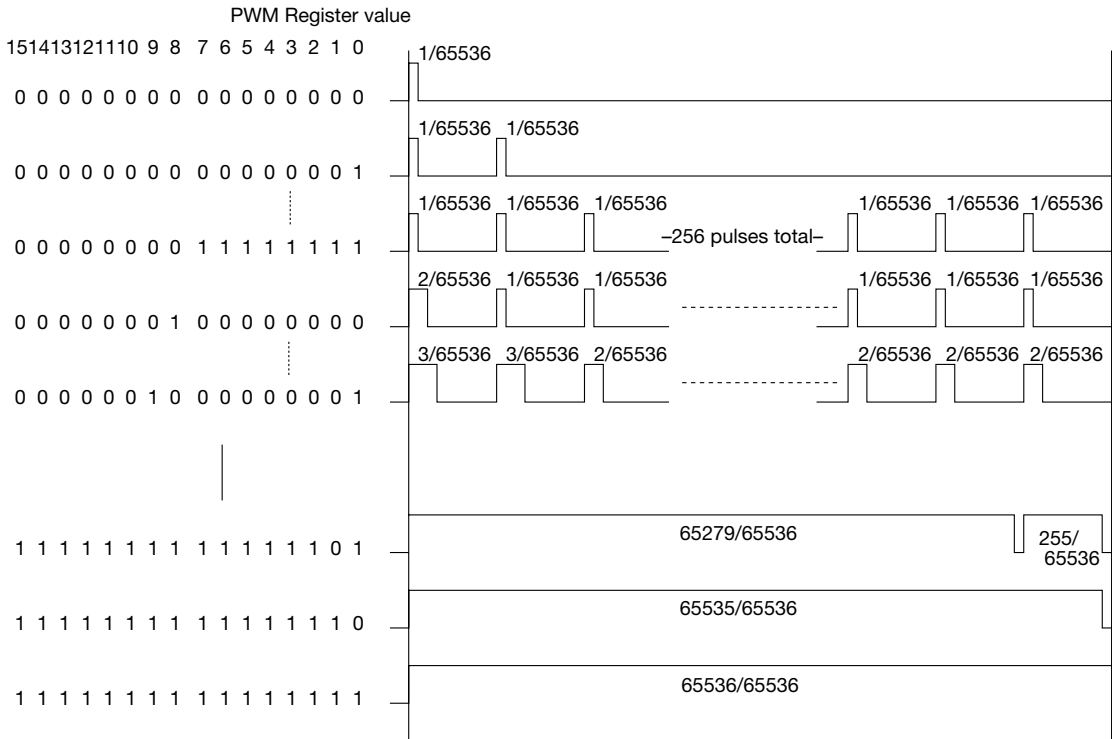 PWM Register value
15 14 13 12 11 10 9 8 7 6 5 4 3 2 1 0
1/65536
0 0 0 0 0 0 0 0 0 0 0 0 0 0 0 0
1/65536 1/65536
0 0 0 0 0 0 0 0 0 0 0 0 0 0 0 1
1/65536 1/65536 1/65536 1/65536 1/65536 1/65536
0 0 0 0 0 0 0 0 1 1 1 1 1 1 1 1 –256 pulses total–
2/65536 1/65536 1/65536 1/65536 1/65536 1/65536
0 0 0 0 0 0 0 1 0 0 0 0 0 0 0 0
3/65536 3/65536 2/65536 2/65536 2/65536 2/65536
0 0 0 0 0 0 1 0 0 0 0 0 0 0 0 1
65279/65536 255/
1 1 1 1 1 1 1 1 1 1 1 1 1 1 0 1 65536
65535/65536
1 1 1 1 1 1 1 1 1 1 1 1 1 1 1 0
65536/65536
1 1 1 1 1 1 1 1 1 1 1 1 1 1 1 1